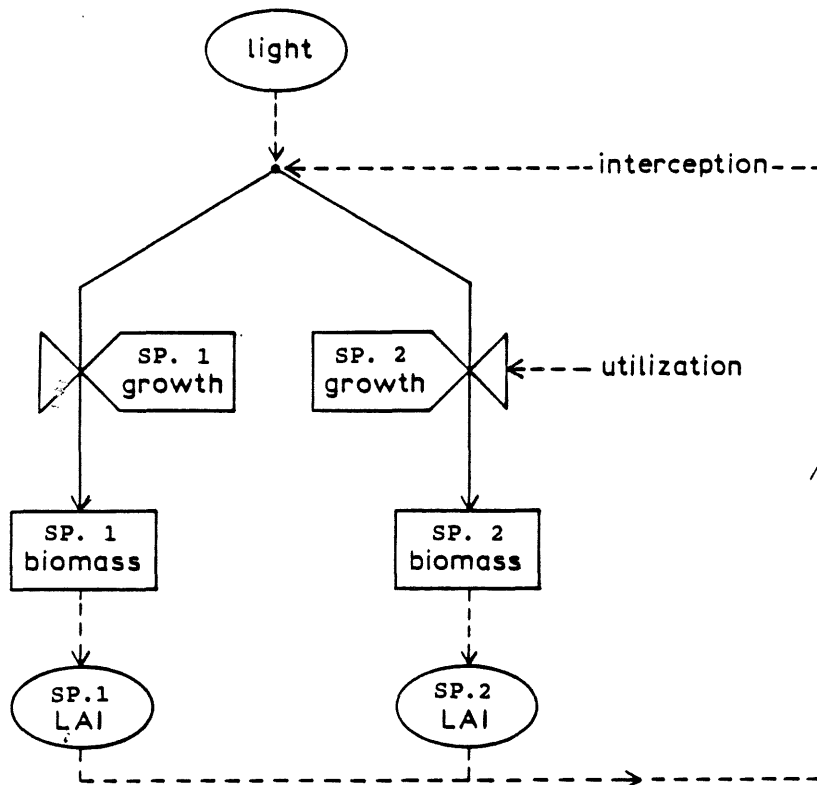 light
interception
SP. 1
growth
SP. 2
growth
utilization
SP. 1
biomass
SP. 2
biomass
SP.1
LAI
SP.2
LAI